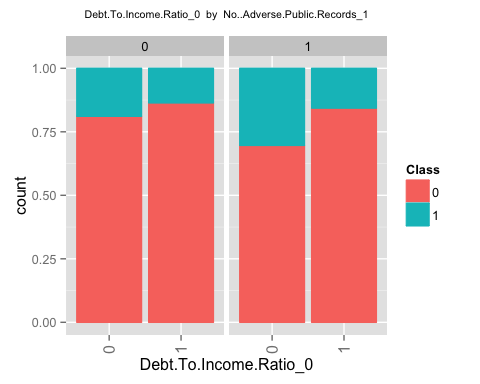 Debt.To.Income.Ratio_0 by No..Adverse.Public.Records_1
0 1
1.00
0.75
0.50
0.25
0.00
count
0 1 0 1
Debt.To.Income.Ratio_0
Class
0
1